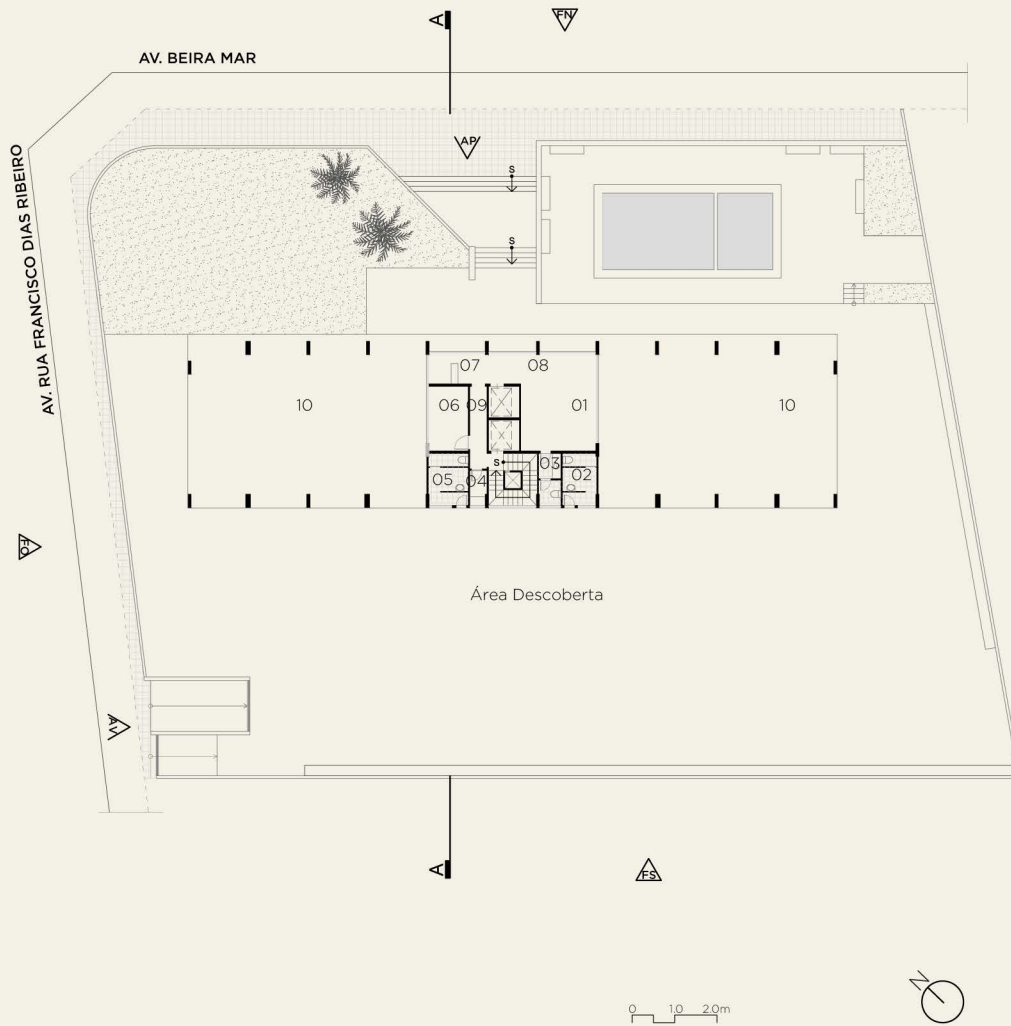 A
FN
AV. BEIRA MAR
AP
AV. RUA FRANCISCO DIAS RIBEIRO
S
S
07
08
10
06
09
01
10
S
03
05
04
02
FO
Área Descoberta
AV
A
FS
N
0 1.0 2.0m